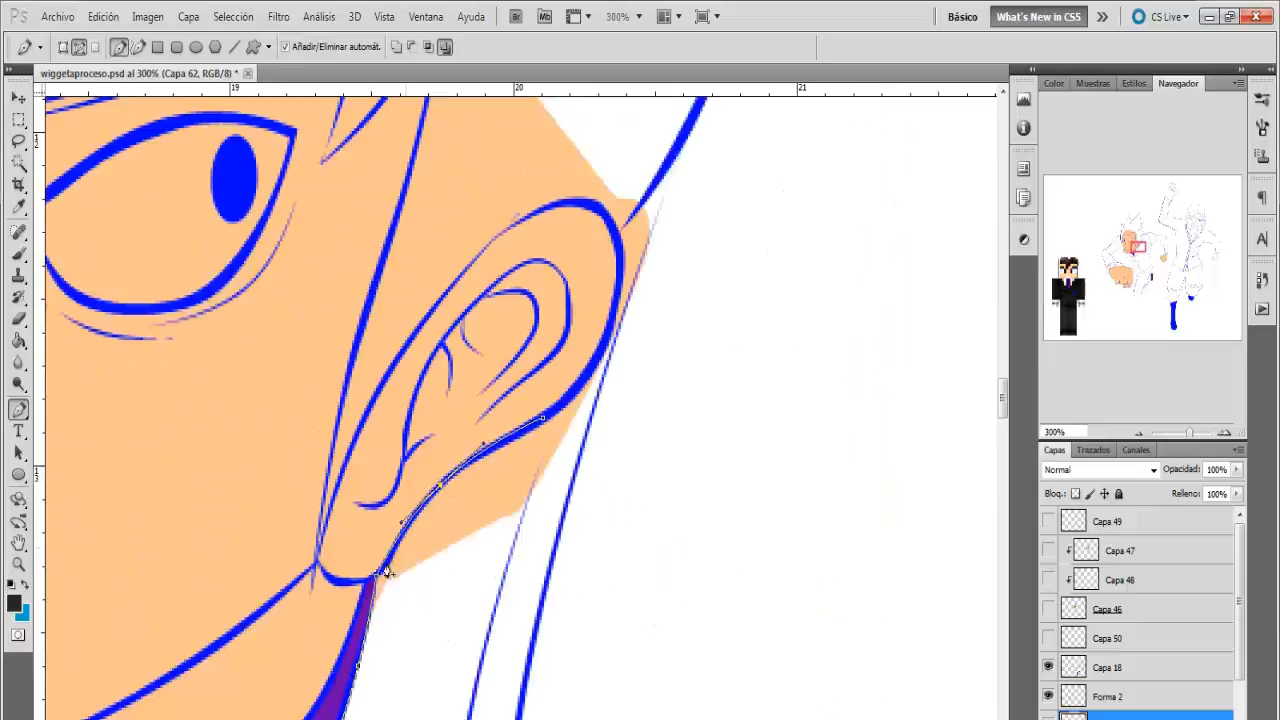 Ps Archivo Edición Imagen Capa Selección Filtro Análisis 3D Vista Ventana Ayuda Br Mb 300% Básico What's New in CS5 CS Live
Añadir/Eliminar automát.
wiggetaproceso.psd al 300% (Capa 62, RGB/8) *
19 20 21
Color Muestras Estilos Navegador
300%
Capas Trazados Canales
Normal Opacidad: 100%
Bloq.: Relleno: 100%
Capa 49
Capa 47
Capa 48
Capa 46
Capa 50
Capa 18
Forma 2